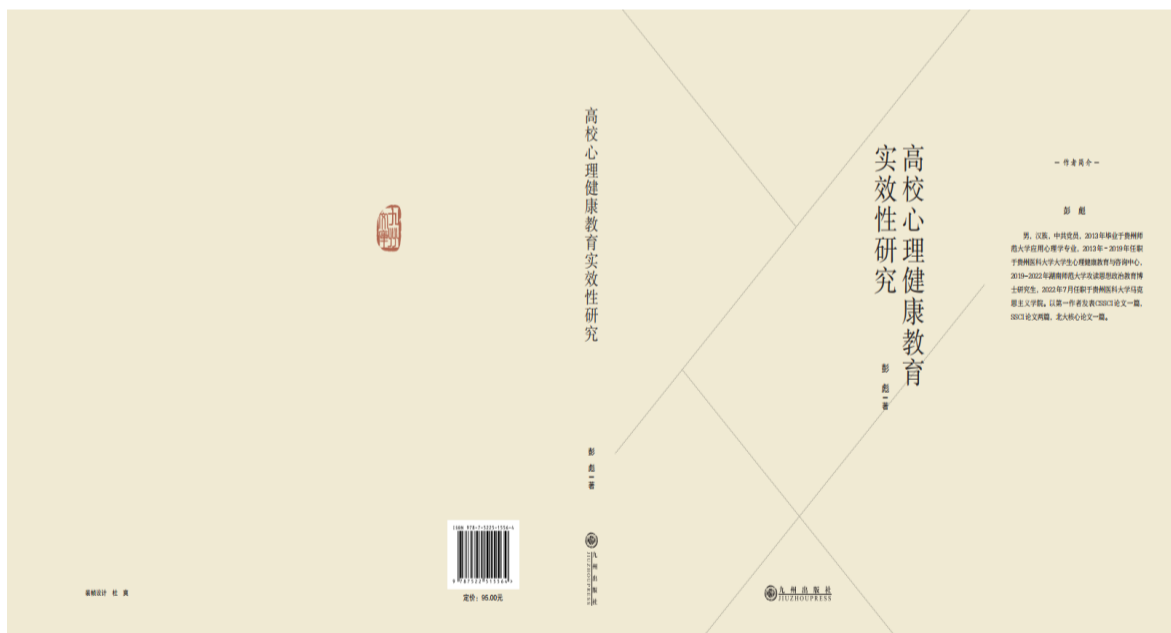 高校心理健康教育
实效性研究
彭 彪 著
九州出版社
JIUZHOUPRESS
作者简介
彭 彪
男，汉族，中共党员，2013年毕业于贵州师
范大学应用心理学专业，2013年-2019年任职
于贵州医科大学大学生心理健康教育与咨询中心，
2019-2022年湖南师范大学攻读思想政治教育博
士研究生，2022年7月任职于贵州医科大学马克
思主义学院。以第一作者发表CSSCI论文一篇、
SSCI论文两篇、北大核心论文一篇。
高校心理健康教育实效性研究
彭 彪 著
九州出版社
JIUZHOUPRESS
ISBN 978-7-5225-1556-4
9 787522 515564 >
定价：95.00元
装帧设计 杜 爽